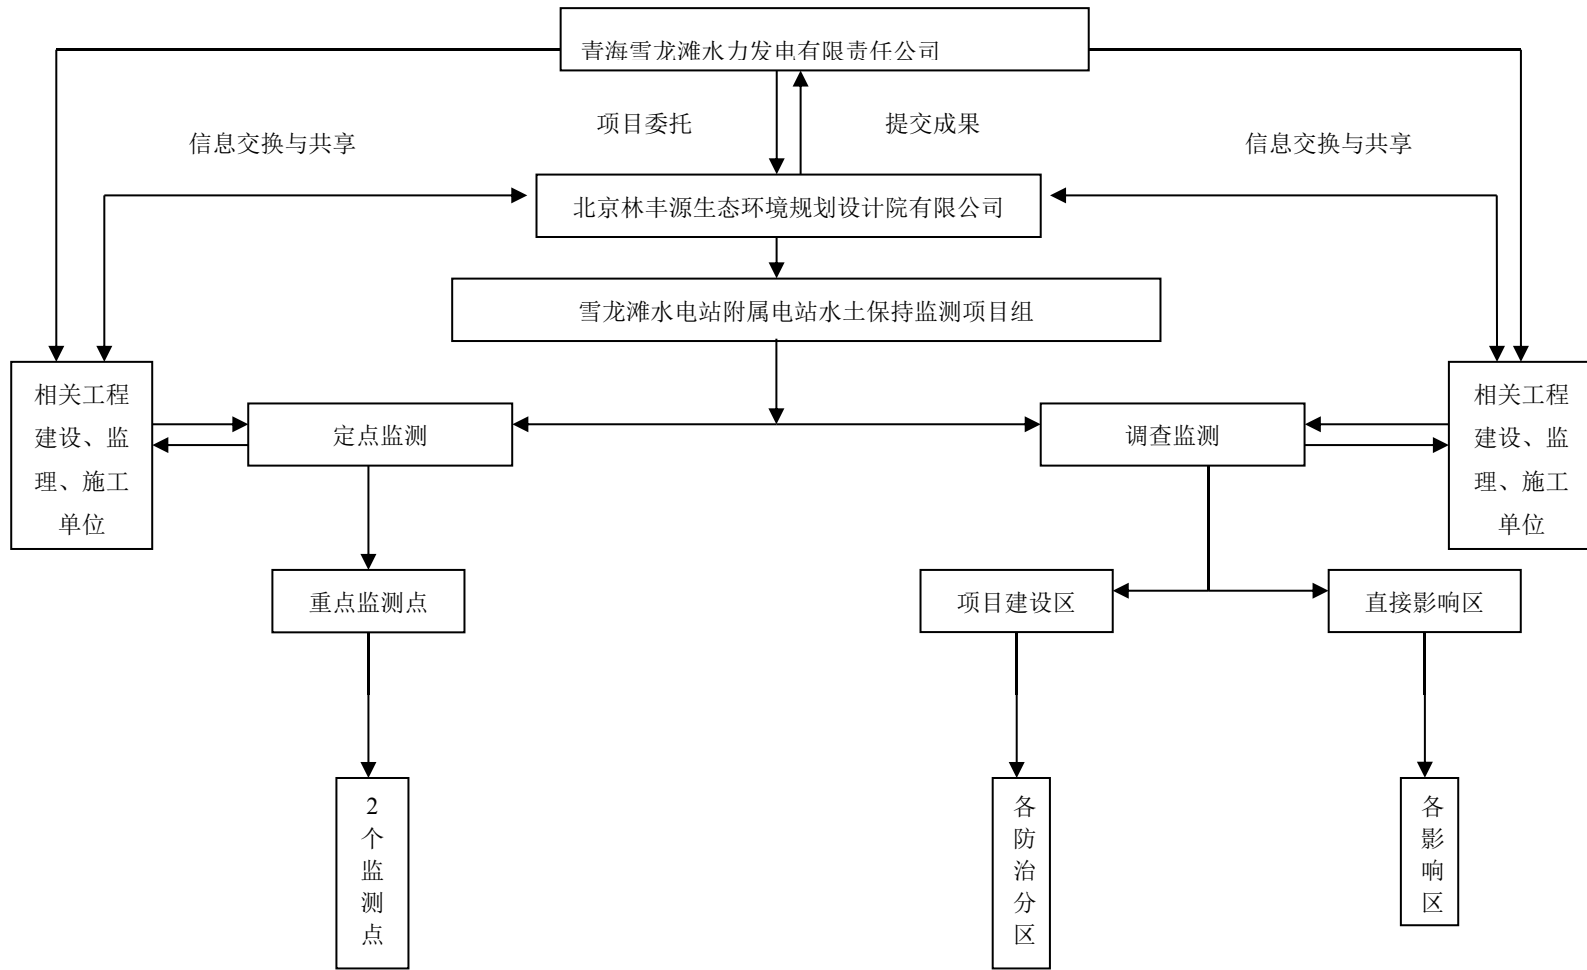 青海雪龙滩水力发电有限责任公司
项目委托
提交成果
信息交换与共享
信息交换与共享
北京林丰源生态环境规划设计院有限公司
雪龙滩水电站附属电站水土保持监测项目组
相关工程
建设、监
理、施工
单位
定点监测
调查监测
相关工程
建设、监
理、施工
单位
重点监测点
项目建设区
直接影响区
2
个
监
测
点
各
防
治
分
区
各
影
响
区